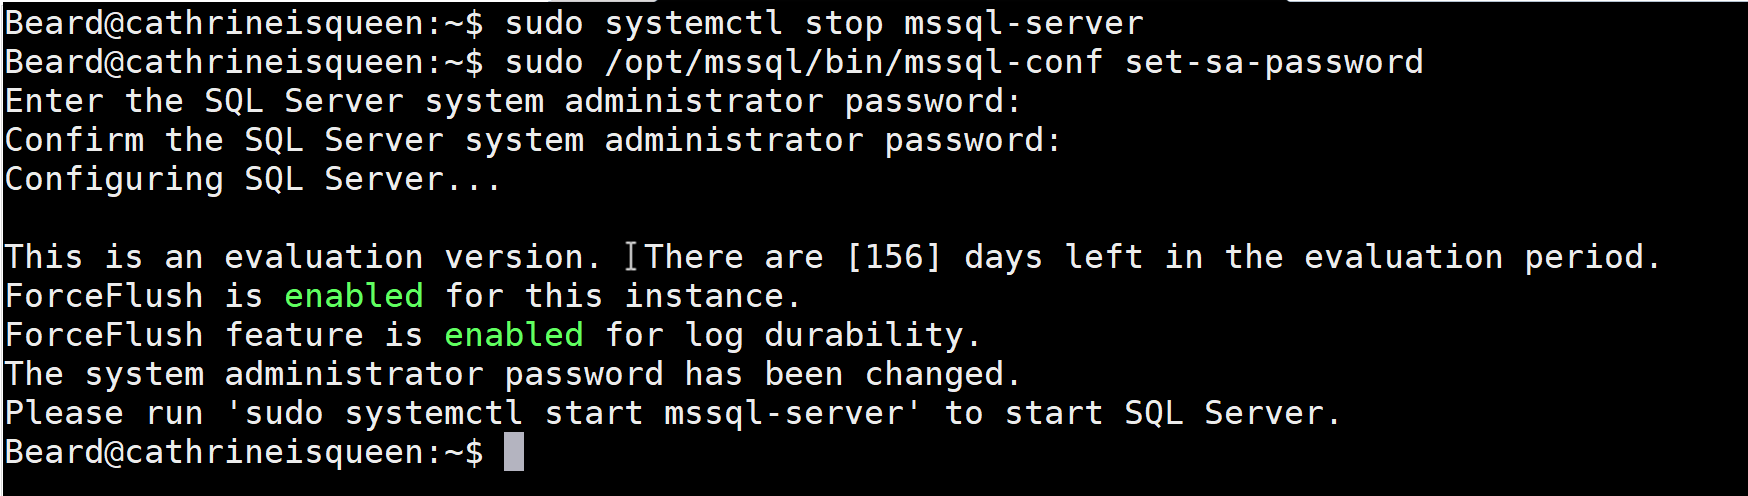 Beard@cathrineisqueen:~$ sudo systemctl stop mssql-server
Beard@cathrineisqueen:~$ sudo /opt/mssql/bin/mssql-conf set-sa-password
Enter the SQL Server system administrator password:
Confirm the SQL Server system administrator password:
Configuring SQL Server...

This is an evaluation version. There are [156] days left in the evaluation period.
ForceFlush is enabled for this instance.
ForceFlush feature is enabled for log durability.
The system administrator password has been changed.
Please run 'sudo systemctl start mssql-server' to start SQL Server.
Beard@cathrineisqueen:~$